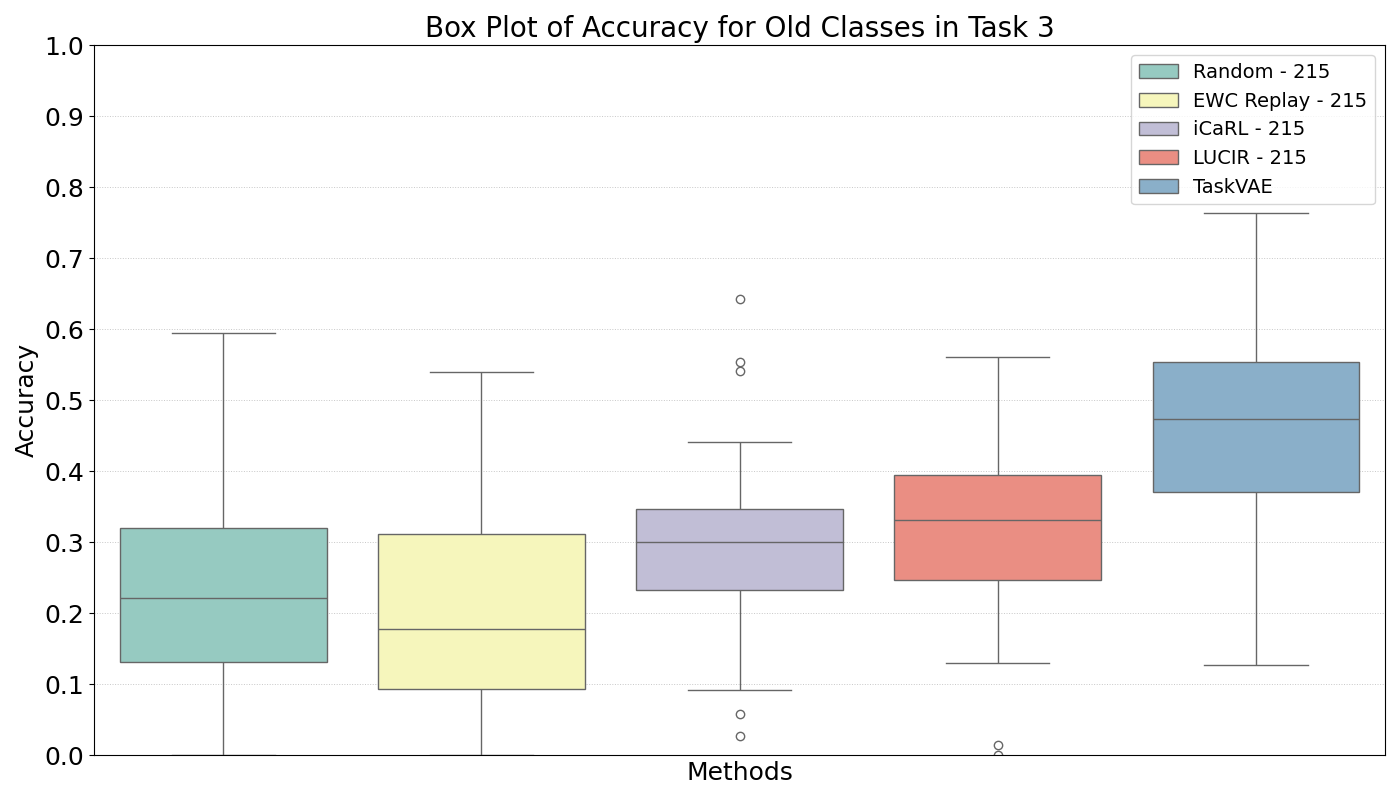 Box Plot of Accuracy for Old Classes in Task 3
1.0
0.9
0.8
0.7
0.6
0.5
0.4
0.3
0.2
0.1
0.0
Accuracy
Methods
Random - 215
EWC Replay - 215
iCaRL - 215
LUCIR - 215
TaskVAE